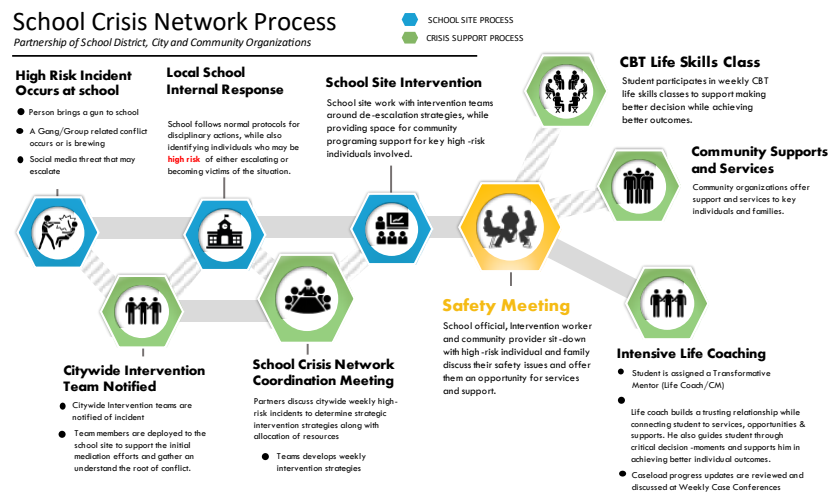 School Crisis Network Process
Partnership of School District, City and Community Organizations
SCHOOL SITE PROCESS
CRISIS SUPPORT PROCESS
High Risk Incident
Occurs at school
Person brings a gun to school
A Gang/Group related conflict
occurs or is brewing
Social media threat that may
escalate
Local School
Internal Response
School follows normal protocols for
disciplinary actions, while also
identifying individuals who may be
high risk of either escalating or
becoming victims of the situation.
School Site Intervention
School site work with intervention teams
around de-escalation strategies, while
providing space for community
programing support for key high -risk
individuals involved.
CBT Life Skills Class
Student participates in weekly CBT
life skills classes to support making
better decision while achieving
better outcomes.
Community Supports
and Services
Community organizations offer
support and services to key
individuals and families.
Citywide Intervention
Team Notified
Citywide Intervention teams are
notified of incident
Team members are deployed to the
school site to support the initial
mediation efforts and gather an
understand the root of conflict.
School Crisis Network
Coordination Meeting
Partners discuss citywide weekly high-
risk incidents to determine strategic
intervention strategies along with
allocation of resources
Teams develops weekly
intervention strategies
Safety Meeting
School official, Intervention worker
and community provider sit -down
with high -risk individual and family
discuss their safety issues and offer
them an opportunity for services
and support.
Intensive Life Coaching
Student is assigned a Transformative
Mentor (Life Coach/CM)
Life coach builds a trusting relationship while
connecting student to services, opportunities &
supports. He also guides student through
critical decision -moments and supports him in
achieving better individual outcomes.
Caseload progress updates are reviewed and
discussed at Weekly Case Conferences